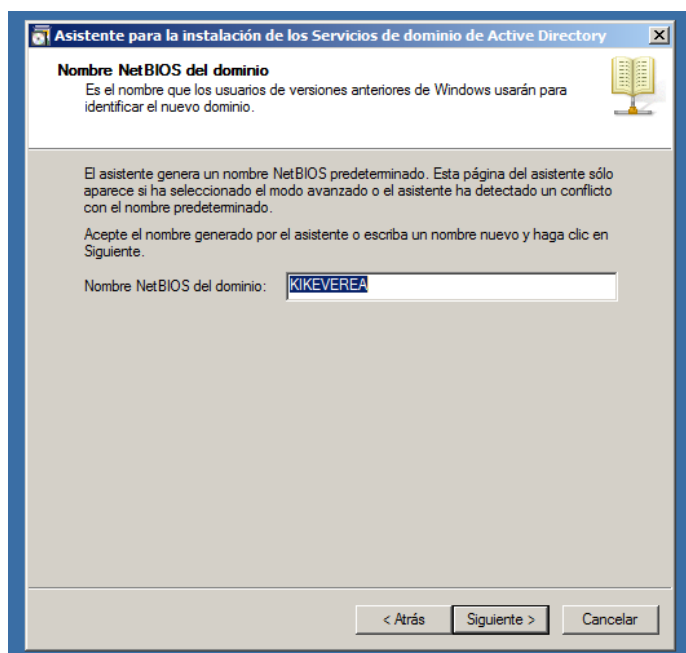 Asistente para la instalación de los Servicios de dominio de Active Directory
Nombre NetBIOS del dominio
Es el nombre que los usuarios de versiones anteriores de Windows usarán para
identificar el nuevo dominio.
El asistente genera un nombre NetBIOS predeterminado. Esta página del asistente sólo
aparece si ha seleccionado el modo avanzado o el asistente ha detectado un conflicto
con el nombre predeterminado.
Acepte el nombre generado por el asistente o escriba un nombre nuevo y haga clic en
Siguiente.
Nombre NetBIOS del dominio: KIKEVEREA
< Atrás Siguiente > Cancelar